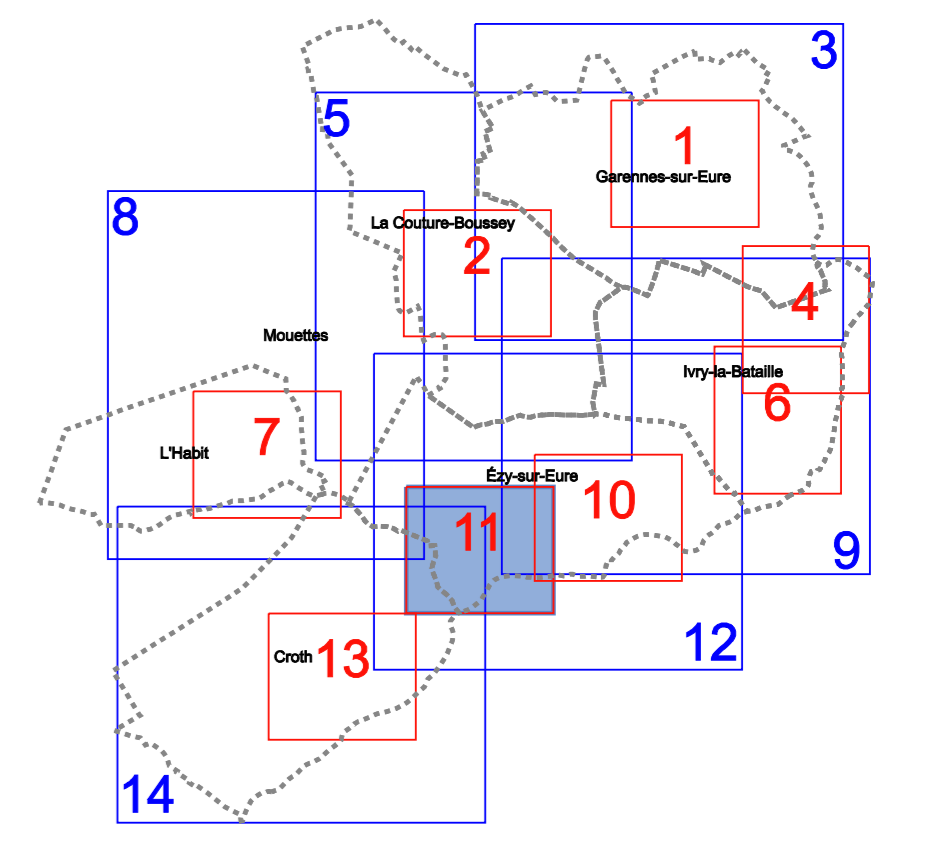 3
5
1
Garennes-sur-Eure
8
La Couture-Boussey
2
4
Mouettes
Ivry-la-Bataille
6
7
L'Habit
Ézy-sur-Eure
10
11
9
12
Croth
13
14